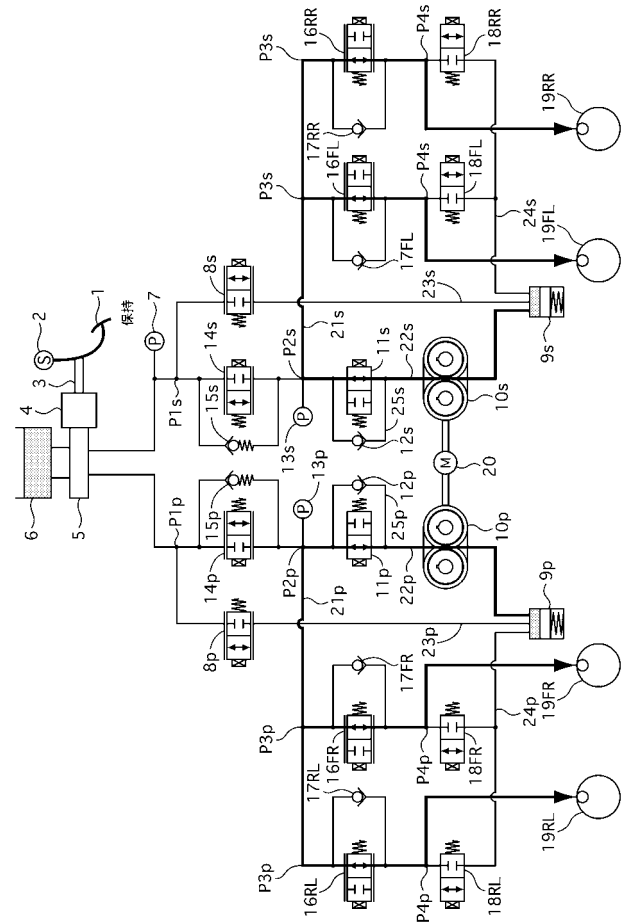 2
S
1
3
4
保持
6
7
P
5
P1p
P1s
8s
14s
15s
15p
14p
8p
P
13s
P
13p
P2s
P2p
21s
21p
P3s
P3s
P3p
P3p
11s
12s
25s
22s
12p
25p
11p
22p
23s
23p
16RR
17RR
16FL
17FL
17FR
16FR
17RL
16RL
P4s
P4s
P4p
P4p
18RR
18FL
18FR
18RL
24s
24p
M
20
10s
10p
9s
9p
19RR
19FL
19FR
19RL